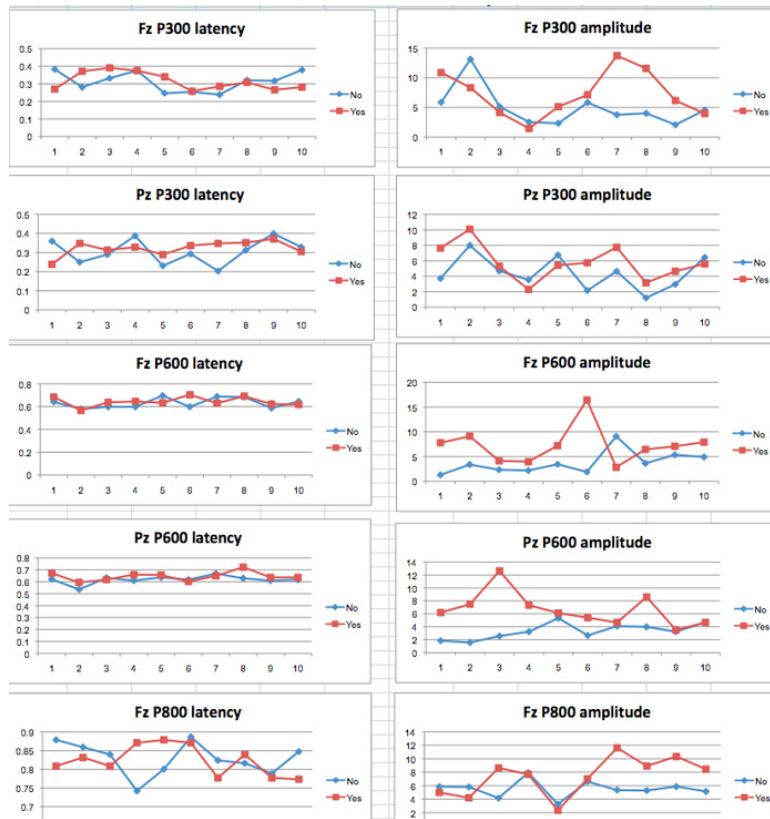 Fz P300 latency
0.5
0.4
0.3
0.2
0.1
0
1 2 3 4 5 6 7 8 9 10
No
Yes
Fz P300 amplitude
15
10
5
0
1 2 3 4 5 6 7 8 9 10
No
Yes
Pz P300 latency
0.5
0.4
0.3
0.2
0.1
0
1 2 3 4 5 6 7 8 9 10
No
Yes
Pz P300 amplitude
12
10
8
6
4
2
0
1 2 3 4 5 6 7 8 9 10
No
Yes
Fz P600 latency
0.8
0.6
0.4
0.2
0
1 2 3 4 5 6 7 8 9 10
No
Yes
Fz P600 amplitude
20
15
10
5
0
1 2 3 4 5 6 7 8 9 10
No
Yes
Pz P600 latency
0.8
0.7
0.6
0.5
0.4
0.3
0.2
0.1
0
1 2 3 4 5 6 7 8 9 10
No
Yes
Pz P600 amplitude
14
12
10
8
6
4
2
0
1 2 3 4 5 6 7 8 9 10
No
Yes
Fz P800 latency
0.9
0.85
0.8
0.75
0.7
No
Yes
Fz P800 amplitude
14
12
10
8
6
4
2
No
Yes